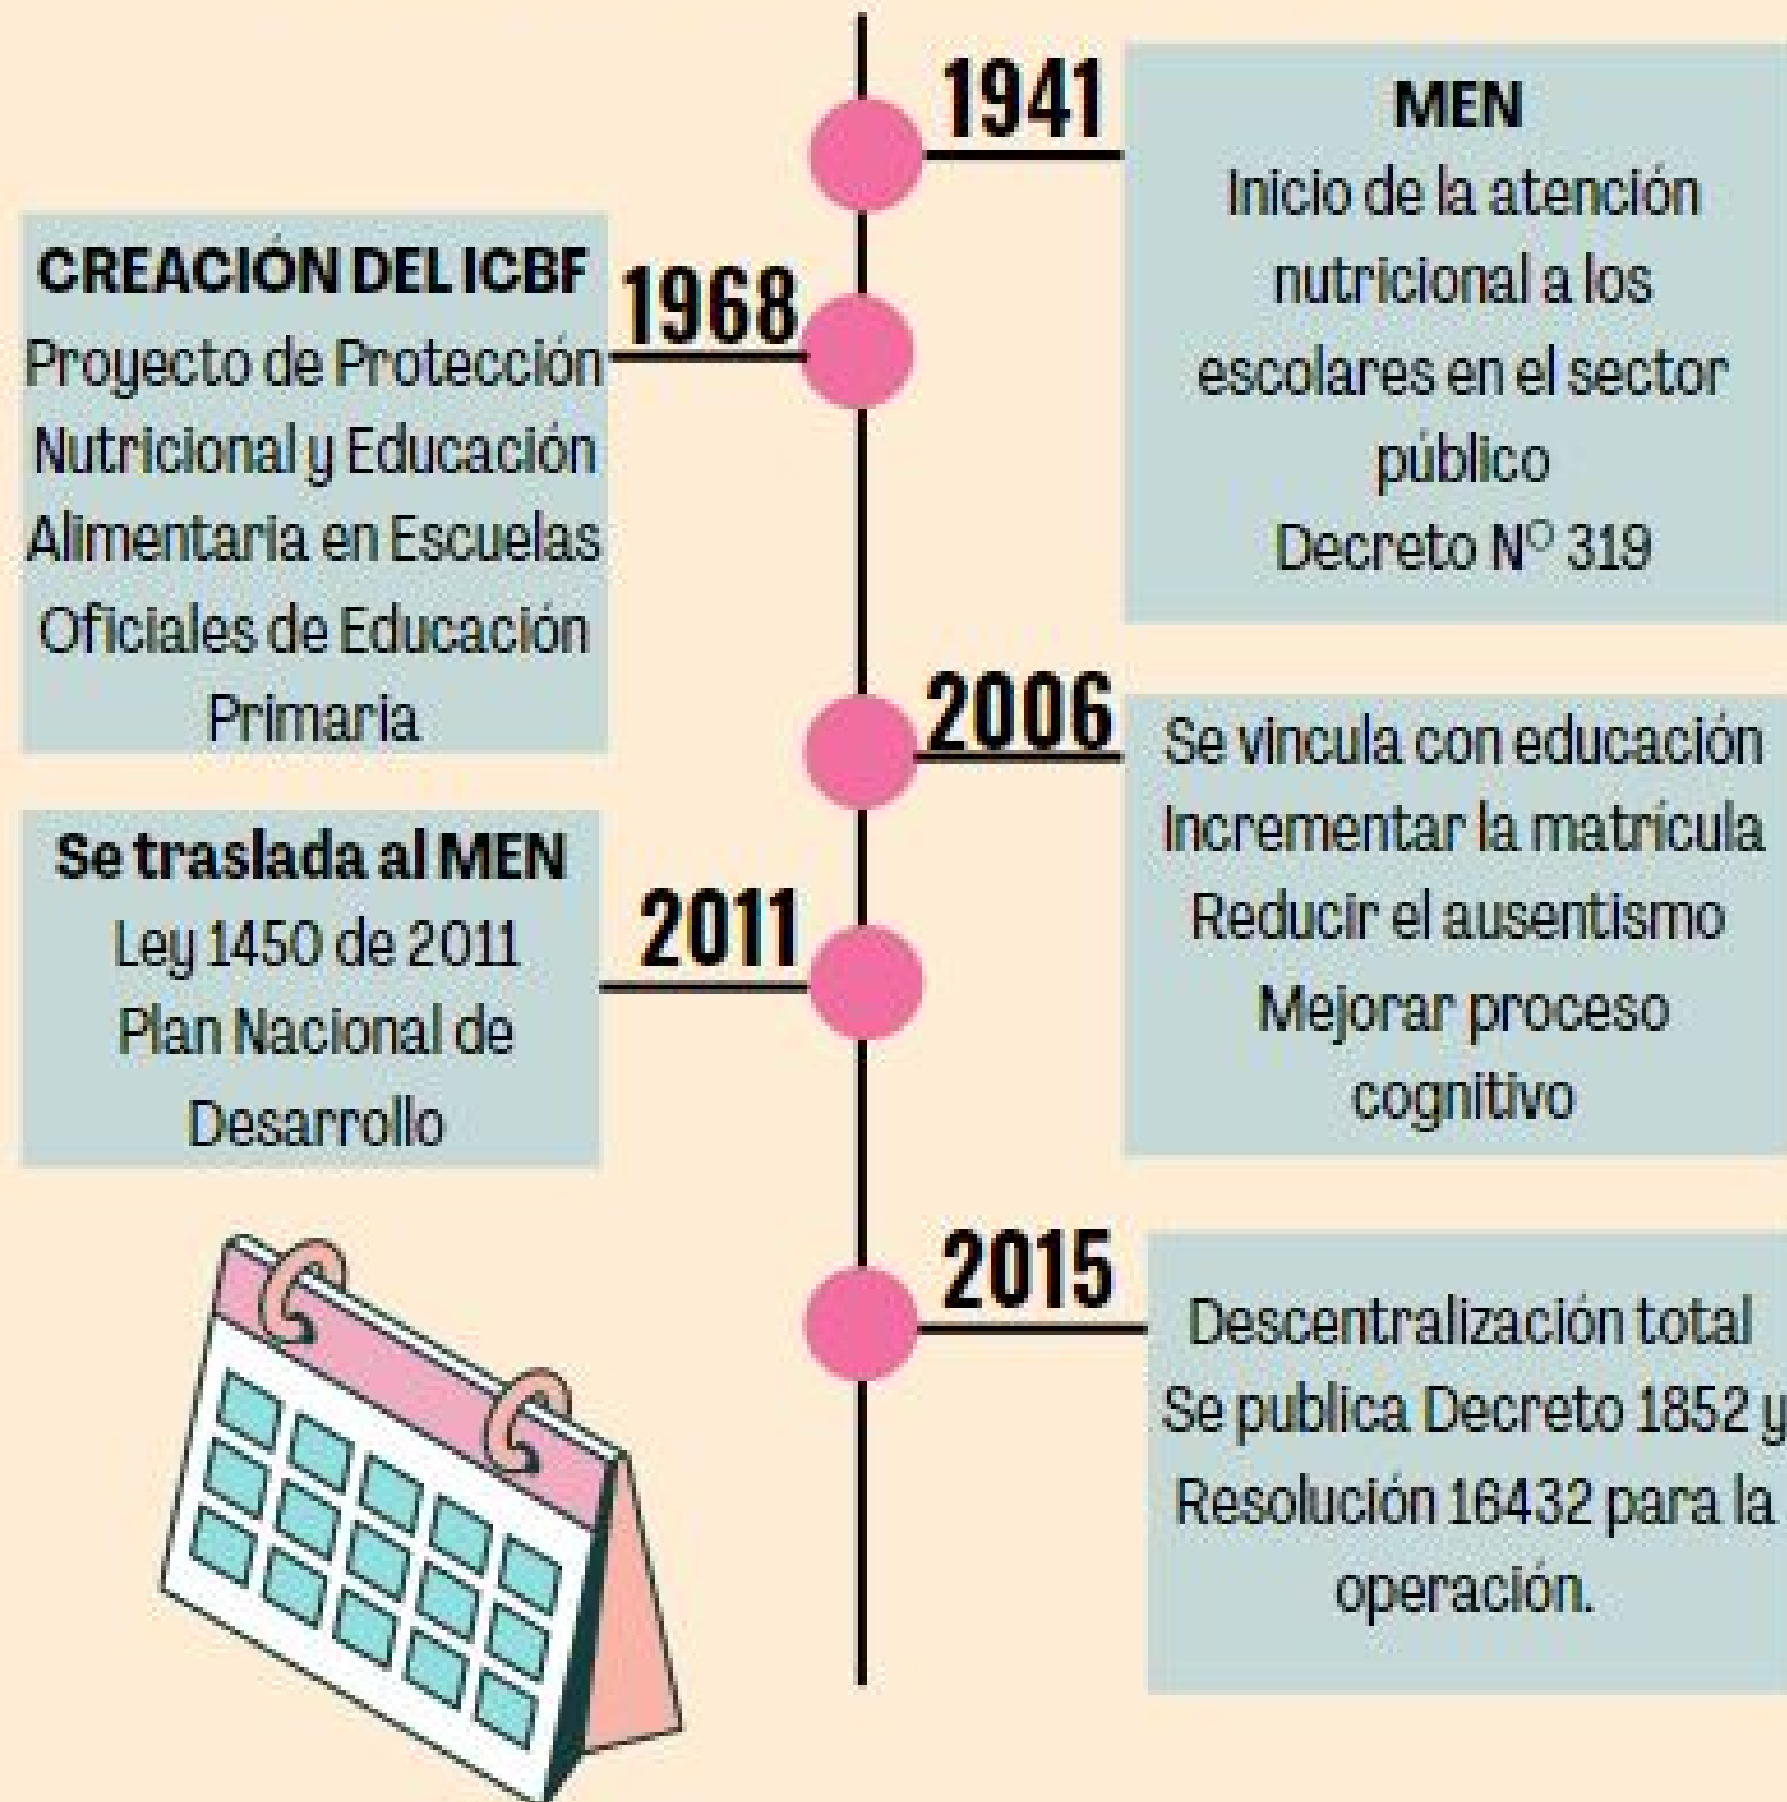 1941
MEN
Inicio de la atención
nutricional a los
escolares en el sector
público
Decreto Nº 319
1968
CREACIÓN DEL ICBF
Proyecto de Protección
Nutricional y Educación
Alimentaria en Escuelas
Oficiales de Educación
Primaria
2006
Se vincula con educación
Incrementar la matrícula
Reducir el ausentismo
Mejorar proceso
cognitivo
2011
Se traslada al MEN
Ley 1450 de 2011
Plan Nacional de
Desarrollo
2015
Descentralización total
Se publica Decreto 1852 y
Resolución 16432 para la
operación.